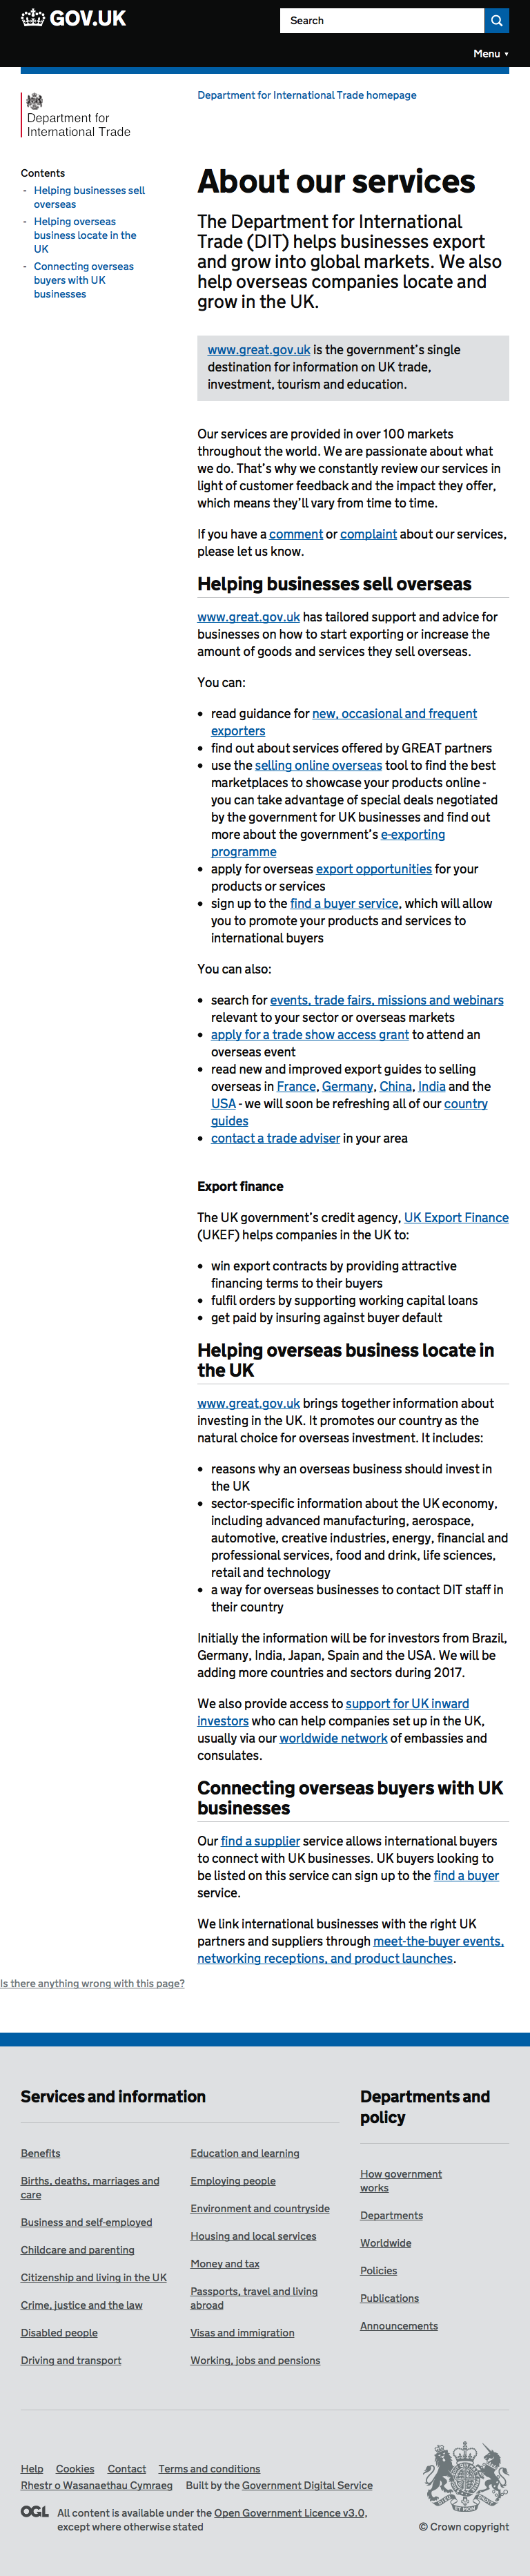 GOV.UK
Search
Menu ▼
Department for
International Trade
Department for International Trade homepage
Contents
- Helping businesses sell
overseas
- Helping overseas
business locate in the
UK
- Connecting overseas
buyers with UK
businesses
About our services
The Department for International
Trade (DIT) helps businesses export
and grow into global markets. We also
help overseas companies locate and
grow in the UK.
www.great.gov.uk is the government's single
destination for information on UK trade,
investment, tourism and education.
Our services are provided in over 100 markets
throughout the world. We are passionate about what
we do. That's why we constantly review our services in
light of customer feedback and the impact they offer,
which means they'll vary from time to time.
If you have a comment or complaint about our services,
please let us know.
Helping businesses sell overseas
www.great.gov.uk has tailored support and advice for
businesses on how to start exporting or increase the
amount of goods and services they sell overseas.
You can:
• read guidance for new, occasional and frequent
exporters
• find out about services offered by GREAT partners
• use the selling online overseas tool to find the best
marketplaces to showcase your products online -
you can take advantage of special deals negotiated
by the government for UK businesses and find out
more about the government's e-exporting
programme
• apply for overseas export opportunities for your
products or services
• sign up to the find a buyer service, which will allow
you to promote your products and services to
international buyers
You can also:
• search for events, trade fairs, missions and webinars
relevant to your sector or overseas markets
• apply for a trade show access grant to attend an
overseas event
• read new and improved export guides to selling
overseas in France, Germany, China, India and the
USA - we will soon be refreshing all of our country
guides
• contact a trade adviser in your area
Export finance
The UK government's credit agency, UK Export Finance
(UKEF) helps companies in the UK to:
• win export contracts by providing attractive
financing terms to their buyers
• fulfil orders by supporting working capital loans
• get paid by insuring against buyer default
Helping overseas business locate in
the UK
www.great.gov.uk brings together information about
investing in the UK. It promotes our country as the
natural choice for overseas investment. It includes:
• reasons why an overseas business should invest in
the UK
• sector-specific information about the UK economy,
including advanced manufacturing, aerospace,
automotive, creative industries, energy, financial and
professional services, food and drink, life sciences,
retail and technology
• a way for overseas businesses to contact DIT staff in
their country
Initially the information will be for investors from Brazil,
Germany, India, Japan, Spain and the USA. We will be
adding more countries and sectors during 2017.
We also provide access to support for UK inward
investors who can help companies set up in the UK,
usually via our worldwide network of embassies and
consulates.
Connecting overseas buyers with UK
businesses
Our find a supplier service allows international buyers
to connect with UK businesses. UK buyers looking to
be listed on this service can sign up to the find a buyer
service.
We link international businesses with the right UK
partners and suppliers through meet-the-buyer events,
networking receptions, and product launches.
Is there anything wrong with this page?
Services and information
Benefits
Births, deaths, marriages and
care
Business and self-employed
Childcare and parenting
Citizenship and living in the UK
Crime, justice and the law
Disabled people
Driving and transport
Education and learning
Employing people
Environment and countryside
Housing and local services
Money and tax
Passports, travel and living
abroad
Visas and immigration
Working, jobs and pensions
Departments and
policy
How government
works
Departments
Worldwide
Policies
Publications
Announcements
Help Cookies Contact Terms and conditions
Rhestr o Wasanaethau Cymraeg Built by the Government Digital Service
OGL All content is available under the Open Government Licence v3.0,
except where otherwise stated
© Crown copyright